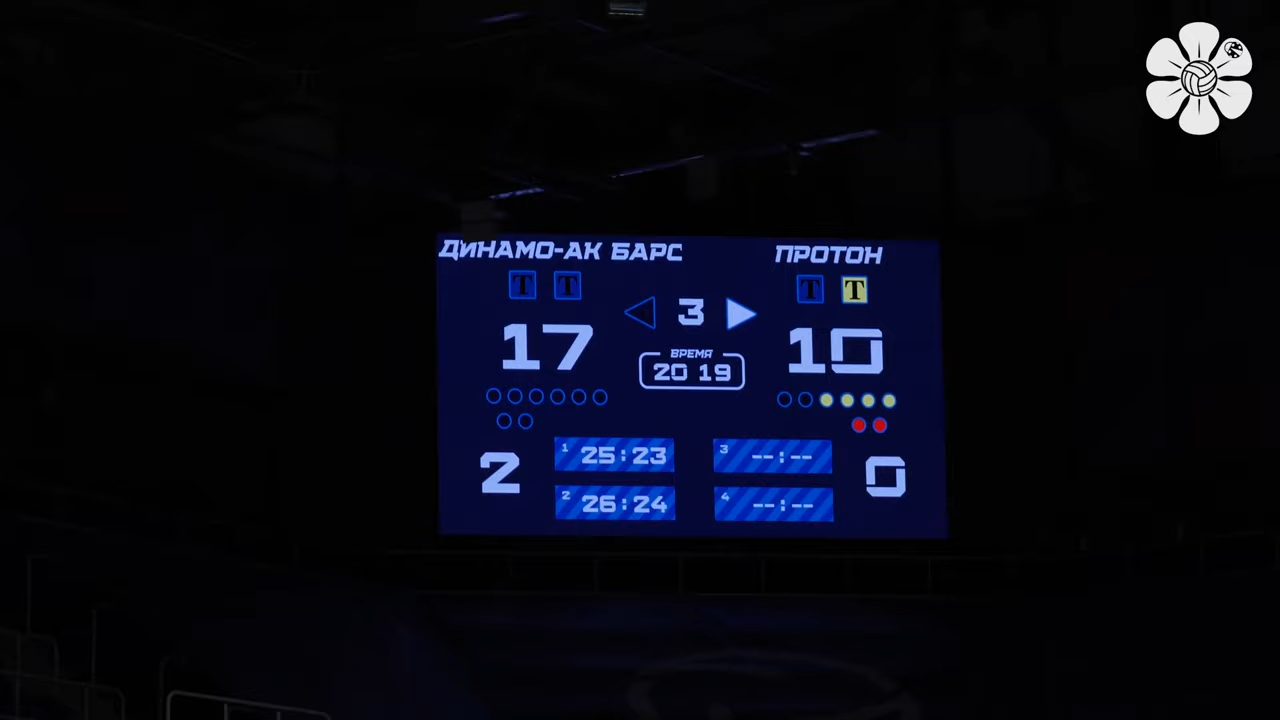 ДИНАМО-АК БАРС ПРОТОН
T T T T
3
17 10
ВРЕМЯ
20 19
1 25:23 3 --:--
2 0
2 26:24 4 --:--